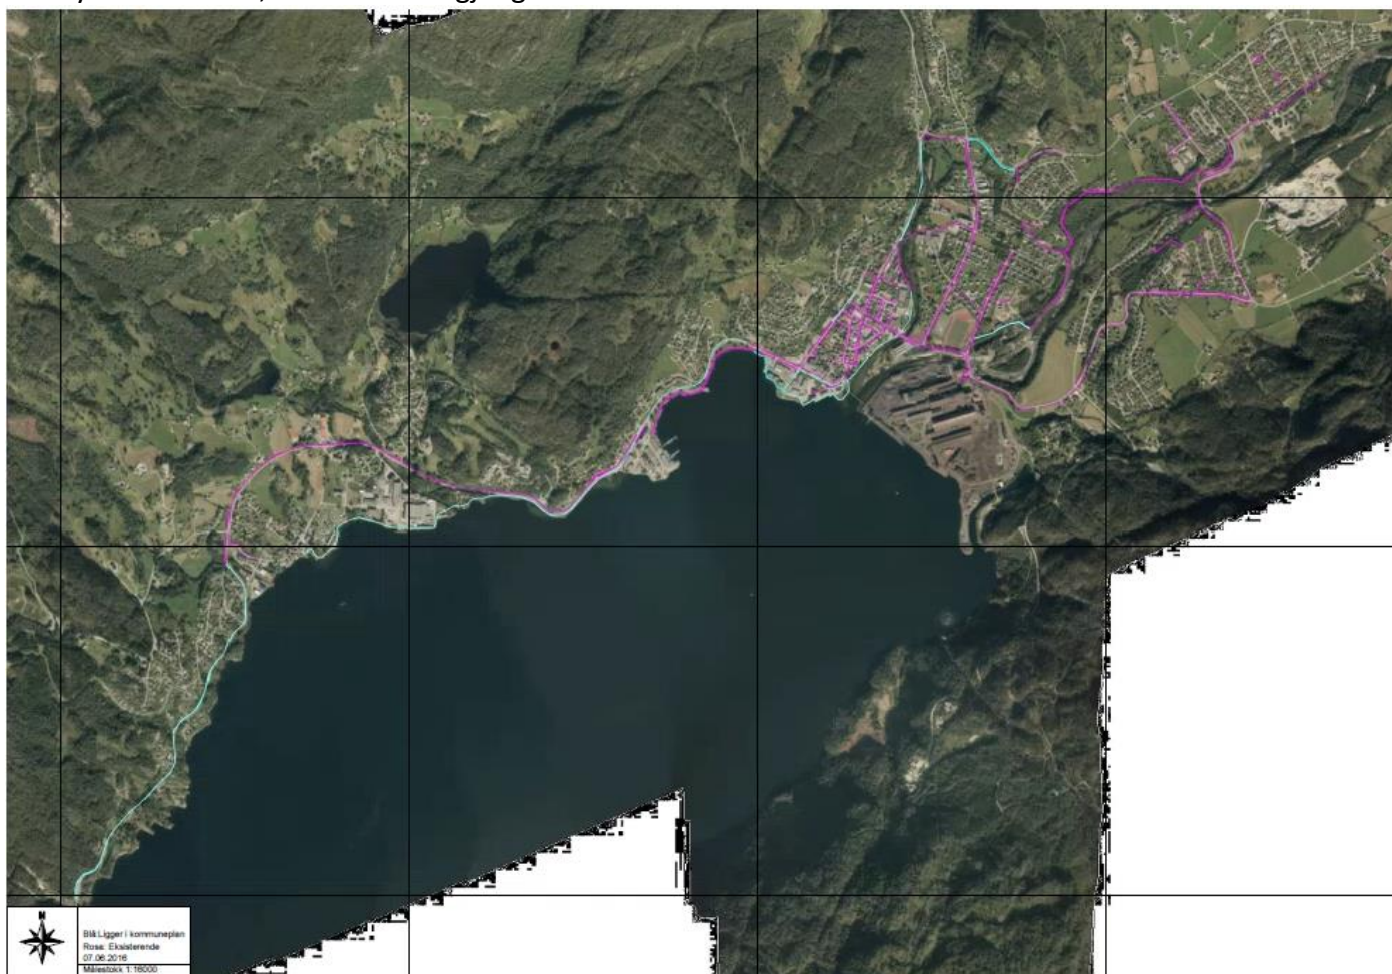 N
Blå:Ligger i kommuneplan
Rosa: Eksisterende
07.06.2016
Målestokk 1:16000